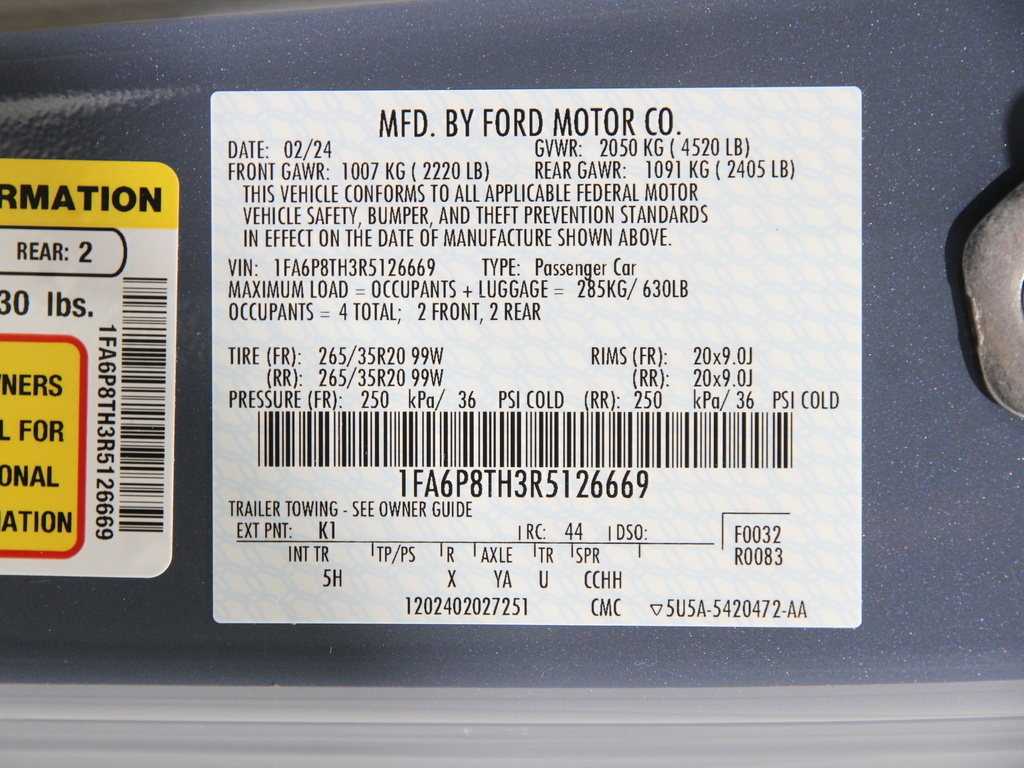 RMATION
REAR: 2
30 lbs.
NERS
L FOR
ONAL
ATION
1FA6P8TH3R5126669
MFD. BY FORD MOTOR CO.
DATE: 02/24 GVWR: 2050 KG ( 4520 LB)
FRONT GAWR: 1007 KG ( 2220 LB) REAR GAWR: 1091 KG ( 2405 LB)
THIS VEHICLE CONFORMS TO ALL APPLICABLE FEDERAL MOTOR
VEHICLE SAFETY, BUMPER, AND THEFT PREVENTION STANDARDS
IN EFFECT ON THE DATE OF MANUFACTURE SHOWN ABOVE.
VIN: 1FA6P8TH3R5126669 TYPE: Passenger Car
MAXIMUM LOAD = OCCUPANTS + LUGGAGE = 285KG/ 630LB
OCCUPANTS = 4 TOTAL; 2 FRONT, 2 REAR
TIRE (FR): 265/35R20 99W RIMS (FR): 20x9.0J
(RR): 265/35R20 99W (RR): 20x9.0J
PRESSURE (FR): 250 kPa/ 36 PSI COLD (RR): 250 kPa/ 36 PSI COLD
1FA6P8TH3R5126669
TRAILER TOWING - SEE OWNER GUIDE
EXT PNT: K1 RC: 44 DSO: F0032
INT TR TP/PS R AXLE TR SPR R0083
5H X YA U CCHH
1202402027251 CMC ▽5U5A-5420472-AA